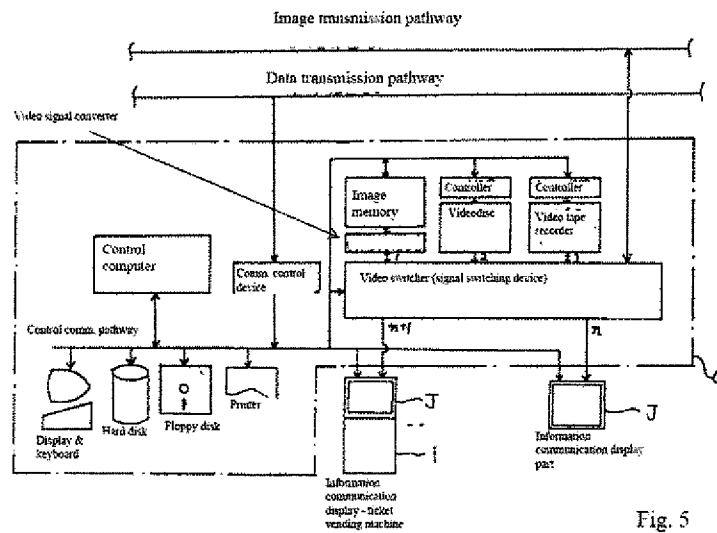 Image transmission pathway
Data transmission pathway
Video signal converter
Image
memory
Controller
Videodisc
Controller
Video tape
recorder
Control
computer
Comm. control
device
Video switcher (signal switching device)
Control comm. pathway
n+1
n
Display &
keyboard
Hard disk
Floppy disk
Printer
J
i
Information
communication
display - ticket
vending machine
J
Information
communication display
part
Fig. 5